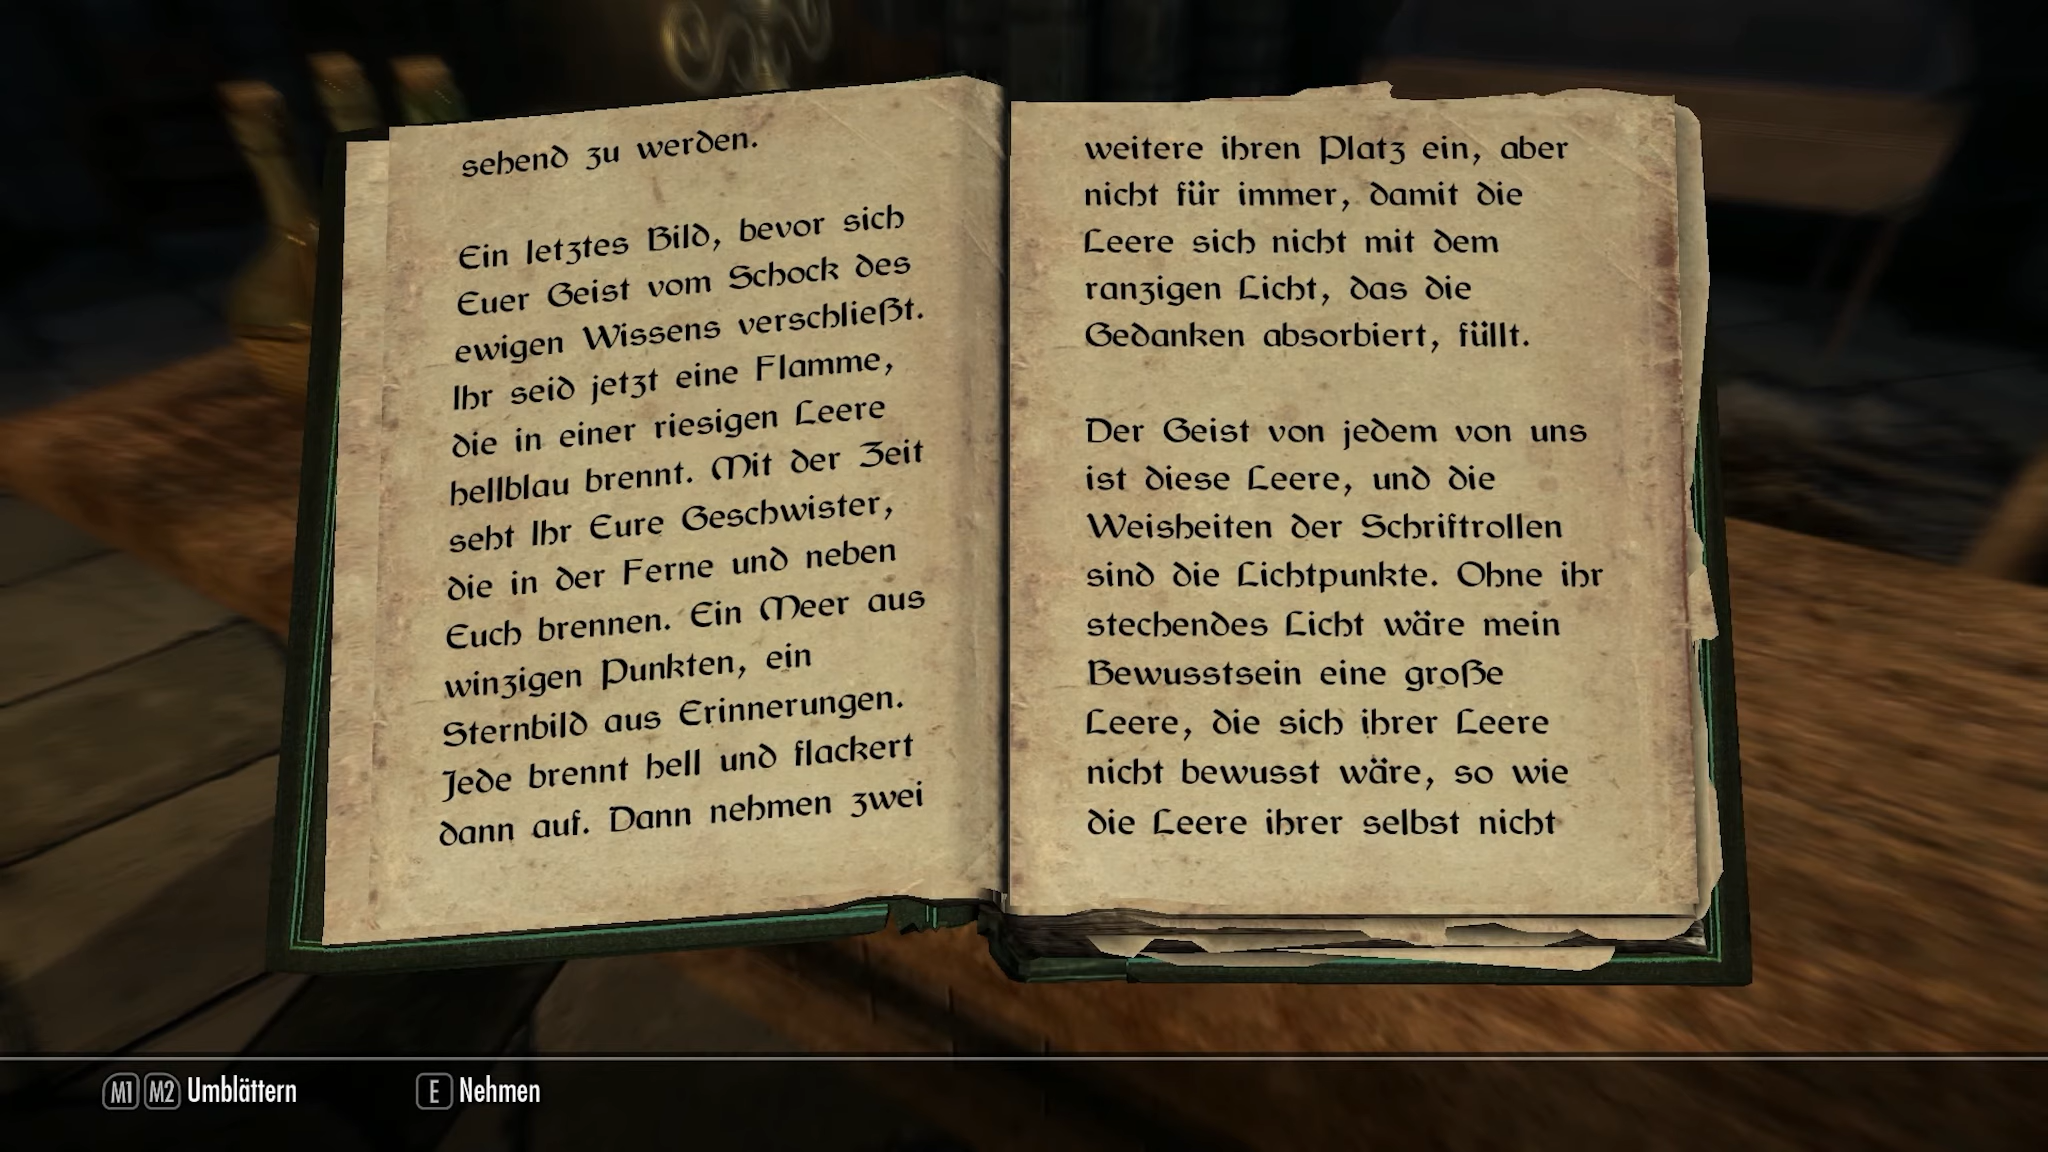 sehend zu werden.
Ein letztes Bild, bevor sich
Euer Geist vom Schock des
ewigen Wissens verschließt.
Ihr seid jetzt eine Flamme,
die in einer riesigen Leere
hellblau brennt. Mit der Zeit
seht Ihr Eure Geschwister,
die in der Ferne und neben
Euch brennen. Ein Meer aus
winzigen Punkten, ein
Sternbild aus Erinnerungen.
Jede brennt hell und flackert
dann auf. Dann nehmen zwei
weitere ihren Platz ein, aber
nicht für immer, damit die
Leere sich nicht mit dem
ranzigen Licht, das die
Gedanken absorbiert, füllt.
Der Geist von jedem von uns
ist diese Leere, und die
Weisheiten der Schriftrollen
sind die Lichtpunkte. Ohne ihr
stechendes Licht wäre mein
Bewusstsein eine große
Leere, die sich ihrer Leere
nicht bewusst wäre, so wie
die Leere ihrer selbst nicht
M1 M2 Umblättern E Nehmen